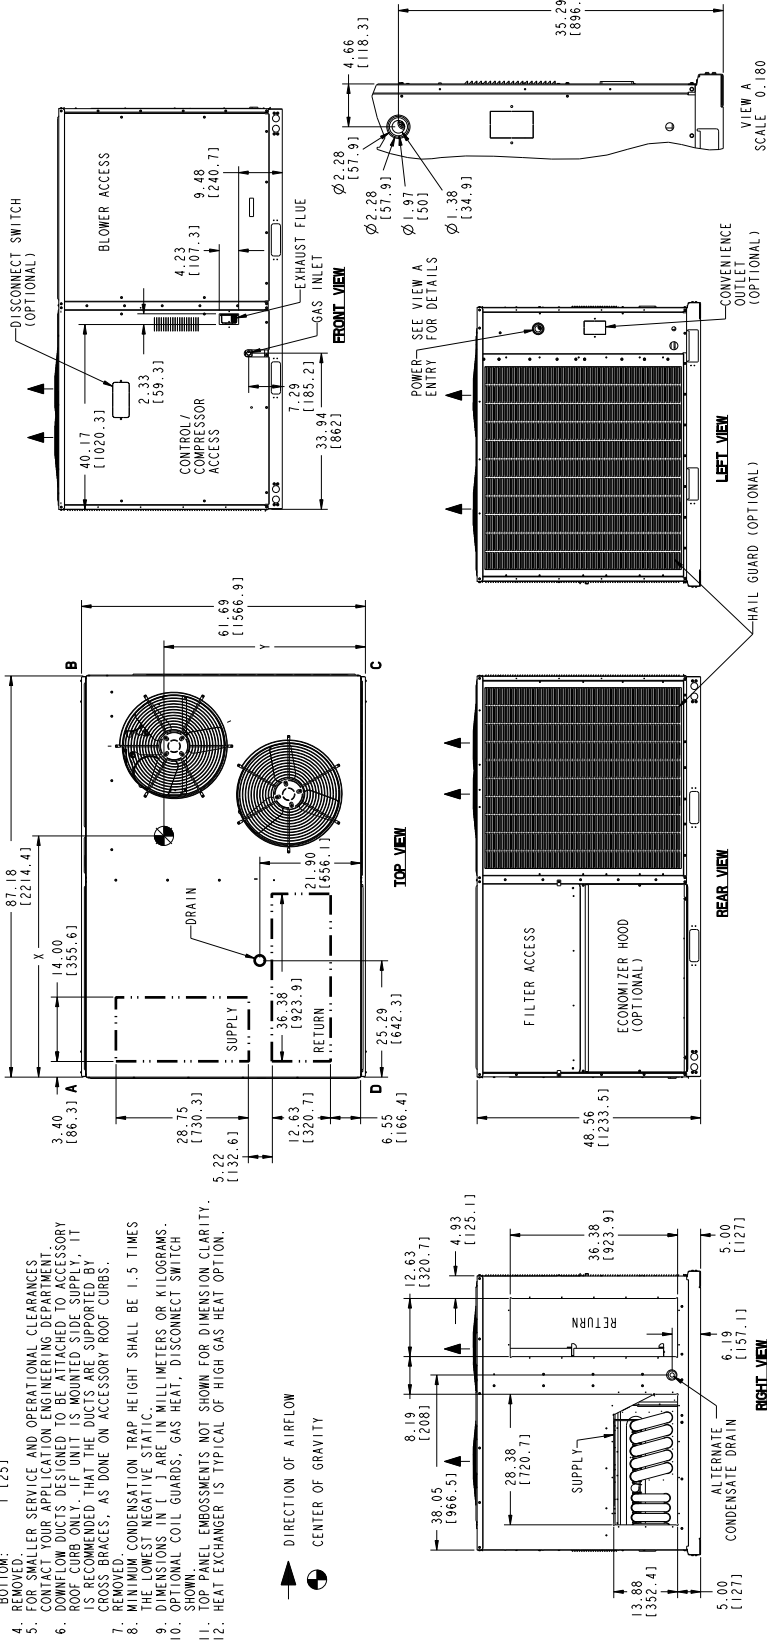 BOTTOM: 1 [25]
4. REMOVED.
5. FOR SMALLER SERVICE AND OPERATIONAL CLEARANCES
CONTACT YOUR APPLICATION ENGINEERING DEPARTMENT.
6. DOWNFLOW DUCTS DESIGNED TO BE ATTACHED TO ACCESSORY
ROOF CURB ONLY. IF UNIT IS MOUNTED SIDE SUPPLY, IT
IS RECOMMENDED THAT THE DUCTS ARE SUPPORTED BY
CROSS BRACES, AS DONE ON ACCESSORY ROOF CURBS.
7. REMOVED.
8. MINIMUM CONDENSATION TRAP HEIGHT SHALL BE 1.5 TIMES
THE LOWEST NEGATIVE STATIC.
9. DIMENSIONS IN [ ] ARE IN MILLIMETERS OR KILOGRAMS.
10. OPTIONAL COIL GUARDS, GAS HEAT, DISCONNECT SWITCH
SHOWN.
11. TOP PANEL EMBOSSMENTS NOT SHOWN FOR DIMENSION CLARITY.
12. HEAT EXCHANGER IS TYPICAL OF HIGH GAS HEAT OPTION.
DIRECTION OF AIRFLOW
CENTER OF GRAVITY
87.18
[2214.4]
X
14.00
[355.6]
3.40
[86.3]
A
B
C
D
61.69
[1566.9]
Y
DRAIN
21.90
[556.1]
SUPPLY
36.38
[923.9]
RETURN
25.29
[642.3]
28.75
[730.3]
5.22
[132.6]
12.63
[320.7]
6.55
[166.4]
TOP VIEW
DISCONNECT SWITCH
(OPTIONAL)
BLOWER ACCESS
40.17
[1020.3]
2.33
[59.3]
CONTROL/
COMPRESSOR
ACCESS
4.23
[107.3]
9.48
[240.7]
7.29
[185.2]
33.94
[862]
EXHAUST FLUE
GAS INLET
FRONT VIEW
4.66
[118.3]
35.29
[896.
Ø2.28
[57.9]
Ø2.28
[57.9]
Ø1.97
[50]
Ø1.38
[34.9]
VIEW A
SCALE 0.180
POWER
ENTRY
SEE VIEW A
FOR DETAILS
CONVENIENCE
OUTLET
(OPTIONAL)
LEFT VIEW
HAIL GUARD (OPTIONAL)
FILTER ACCESS
ECONOMIZER HOOD
(OPTIONAL)
48.56
[1233.5]
REAR VIEW
12.63
[320.7]
4.93
[125.1]
8.19
[208]
38.05
[966.5]
28.38
[720.7]
RETURN
36.38
[923.9]
5.00
[127]
6.19
[157.1]
SUPPLY
ALTERNATE
CONDENSATE DRAIN
13.88
[352.4]
5.00
[127]
RIGHT VIEW